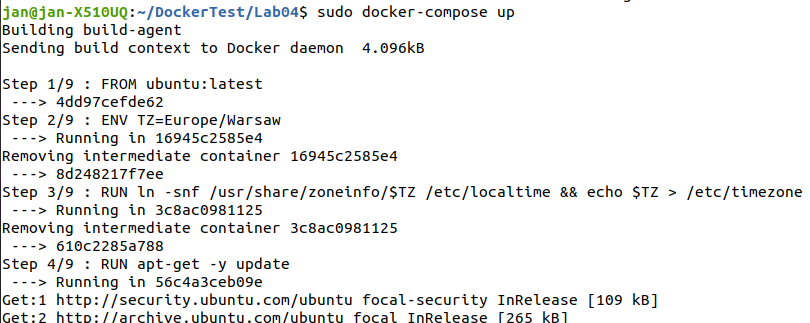 jan@jan-X510UQ:~/DockerTest/Lab04$ sudo docker-compose up
Building build-agent
Sending build context to Docker daemon  4.096kB

Step 1/9 : FROM ubuntu:latest
 ---> 4dd97cefde62
Step 2/9 : ENV TZ=Europe/Warsaw
 ---> Running in 16945c2585e4
Removing intermediate container 16945c2585e4
 ---> 8d248217f7ee
Step 3/9 : RUN ln -snf /usr/share/zoneinfo/$TZ /etc/localtime && echo $TZ > /etc/timezone
 ---> Running in 3c8ac0981125
Removing intermediate container 3c8ac0981125
 ---> 610c2285a788
Step 4/9 : RUN apt-get -y update
 ---> Running in 56c4a3ceb09e
Get:1 http://security.ubuntu.com/ubuntu focal-security InRelease [109 kB]
Get:2 http://archive.ubuntu.com/ubuntu focal InRelease [265 kB]